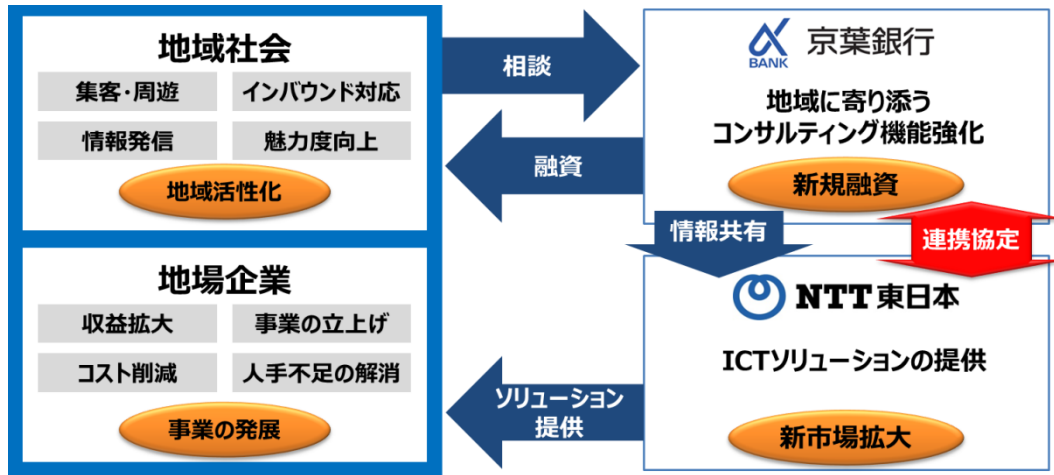 地域社会
集客・周遊
インバウンド対応
情報発信
魅力度向上
地域活性化
地場企業
収益拡大
事業の立上げ
コスト削減
人手不足の解消
事業の発展
相談
融資
ソリューション
提供
BANK
京葉銀行
地域に寄り添う
コンサルティング機能強化
新規融資
情報共有
連携協定
NTT東日本
ICTソリューションの提供
新市場拡大